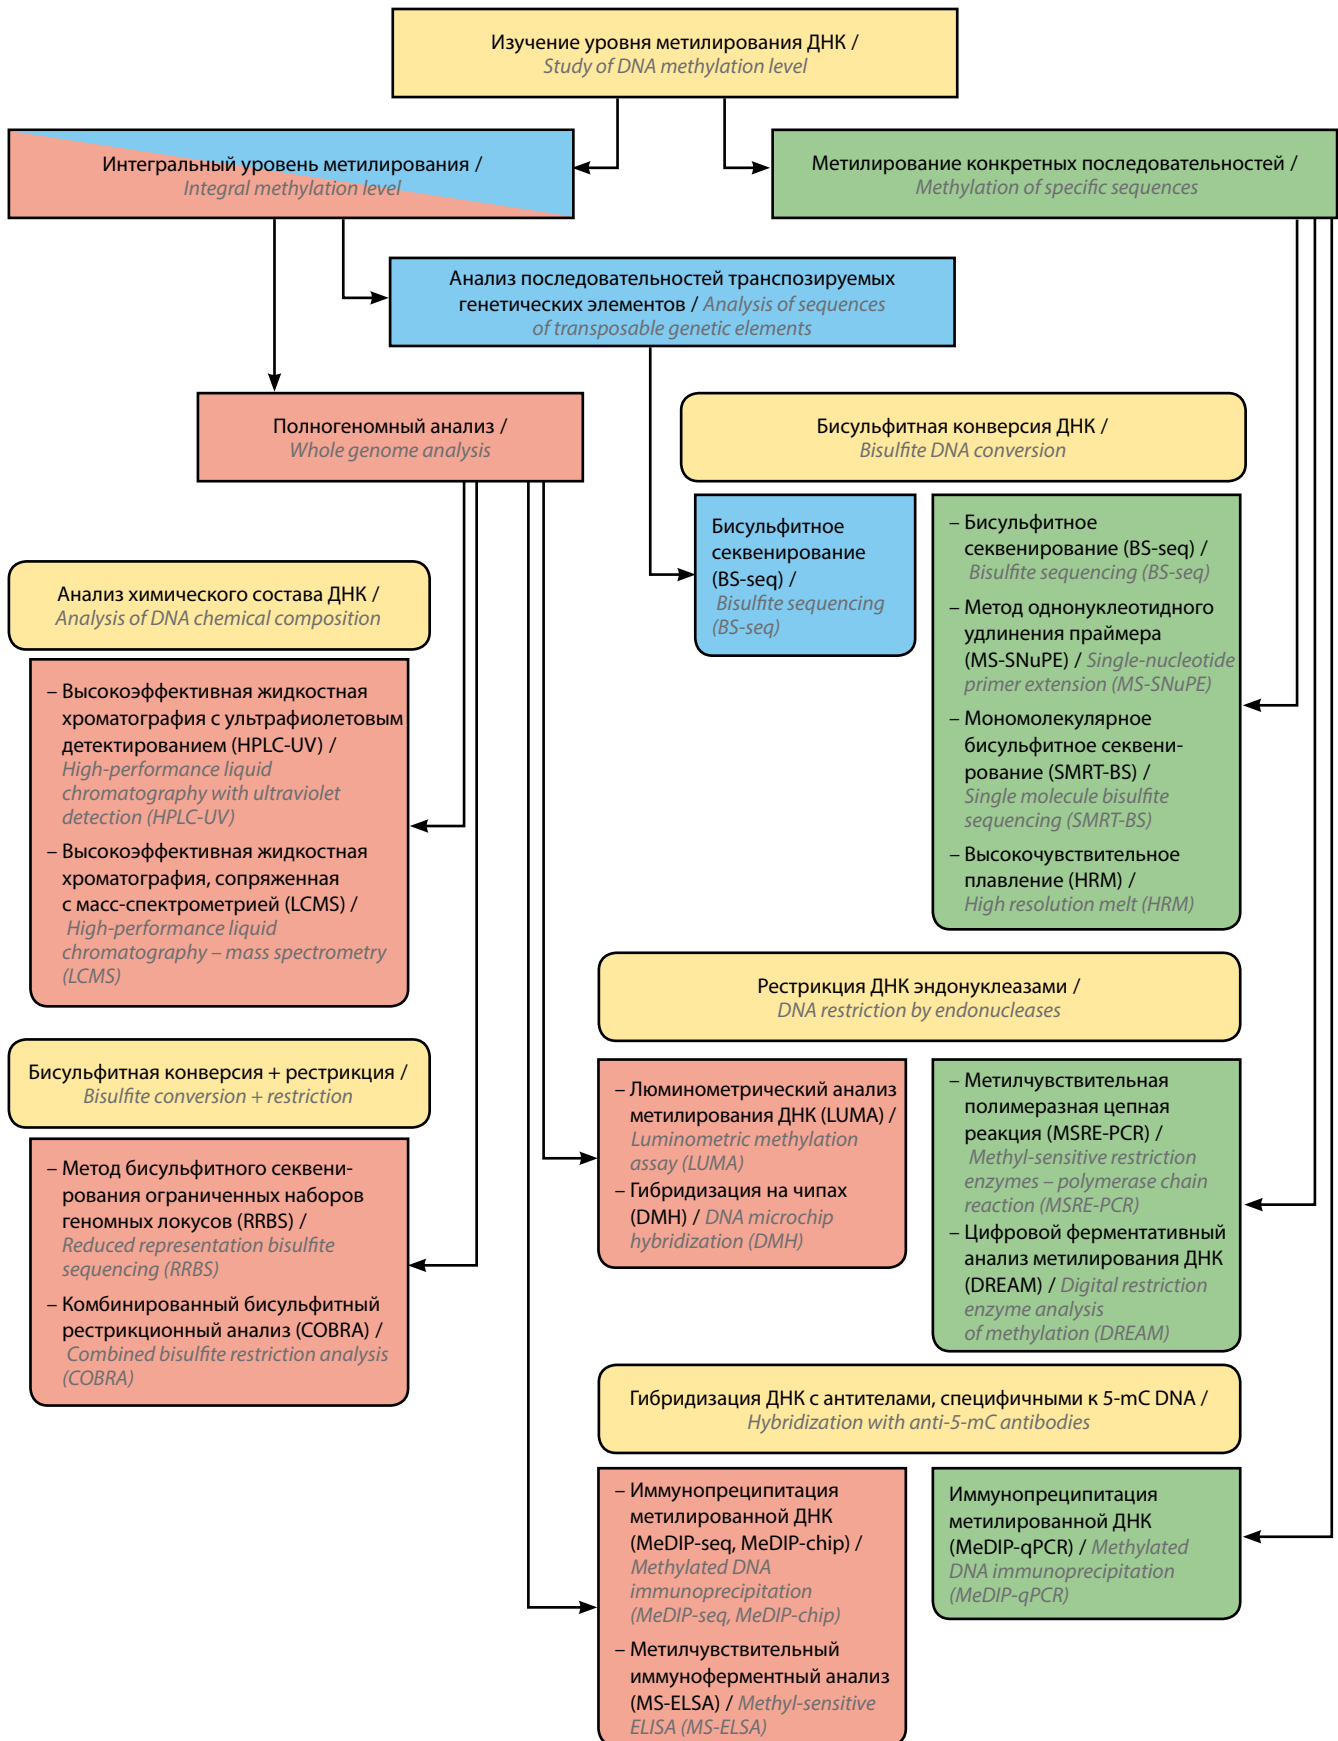 Изучение уровня метилирования ДНК /
Study of DNA methylation level
Интегральный уровень метилирования /
Integral methylation level
Метилирование конкретных последовательностей /
Methylation of specific sequences
Анализ последовательностей транспозируемых
генетических элементов / Analysis of sequences
of transposable genetic elements
Полногеномный анализ /
Whole genome analysis
Бисульфитная конверсия ДНК /
Bisulfite DNA conversion
Бисульфитное
секвенирование
(BS-seq) /
Bisulfite sequencing
(BS-seq)
– Бисульфитное
секвенирование (BS-seq) /
Bisulfite sequencing (BS-seq)
– Метод однонуклеотидного
удлинения праймера
(MS-SNuPE) / Single-nucleotide
primer extension (MS-SNuPE)
– Мономолекулярное
бисульфитное секвени-
рование (SMRT-BS) /
Single molecule bisulfite
sequencing (SMRT-BS)
– Высокочувствительное
плавление (HRM) /
High resolution melt (HRM)
Анализ химического состава ДНК /
Analysis of DNA chemical composition
– Высокоэффективная жидкостная
хроматография с ультрафиолетовым
детектированием (HPLC-UV) /
High-performance liquid
chromatography with ultraviolet
detection (HPLC-UV)
– Высокоэффективная жидкостная
хроматография, сопряженная
с масс-спектрометрией (LCMS) /
High-performance liquid
chromatography – mass spectrometry
(LCMS)
Бисульфитная конверсия + рестрикция /
Bisulfite conversion + restriction
– Метод бисульфитного секвени-
рования ограниченных наборов
геномных локусов (RRBS) /
Reduced representation bisulfite
sequencing (RRBS)
– Комбинированный бисульфитный
рестрикционный анализ (COBRA) /
Combined bisulfite restriction analysis
(COBRA)
Рестрикция ДНК эндонуклеазами /
DNA restriction by endonucleases
– Люминометрический анализ
метилирования ДНК (LUMA) /
Luminometric methylation
assay (LUMA)
– Гибридизация на чипах
(DMH) / DNA microchip
hybridization (DMH)
– Метилчувствительная
полимеразная цепная
реакция (MSRE-PCR) /
Methyl-sensitive restriction
enzymes – polymerase chain
reaction (MSRE-PCR)
– Цифровой ферментативный
анализ метилирования ДНК
(DREAM) / Digital restriction
enzyme analysis
of methylation (DREAM)
Гибридизация ДНК с антителами, специфичными к 5-mC DNA /
Hybridization with anti-5-mC antibodies
– Иммунопреципитация
метилированной ДНК
(MeDIP-seq, MeDIP-chip) /
Methylated DNA
immunoprecipitation
(MeDIP-seq, MeDIP-chip)
– Метилчувствительный
иммуноферментный анализ
(MS-ELSA) / Methyl-sensitive
ELISA (MS-ELSA)
Иммунопреципитация
метилированной ДНК
(MeDIP-qPCR) / Methylated
DNA immunoprecipitation
(MeDIP-qPCR)